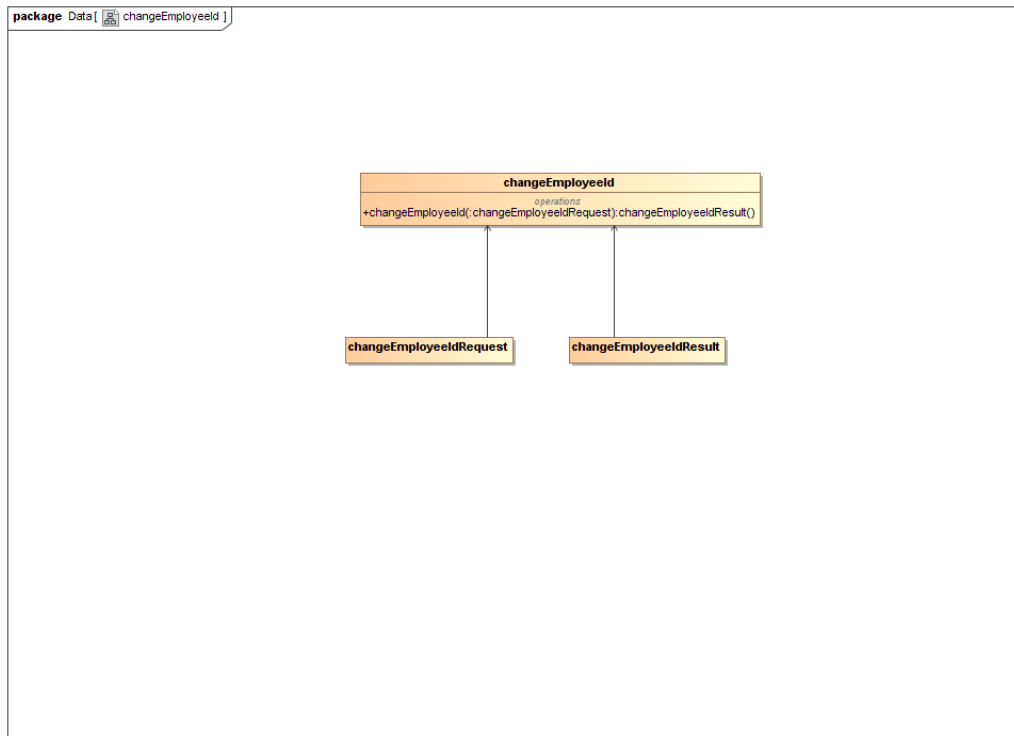 package Data[ changeEmployeeId ]
changeEmployeeId
operations
+changeEmployeeId(:changeEmployeeIdRequest):changeEmployeeIdResult()
changeEmployeeIdRequest
changeEmployeeIdResult